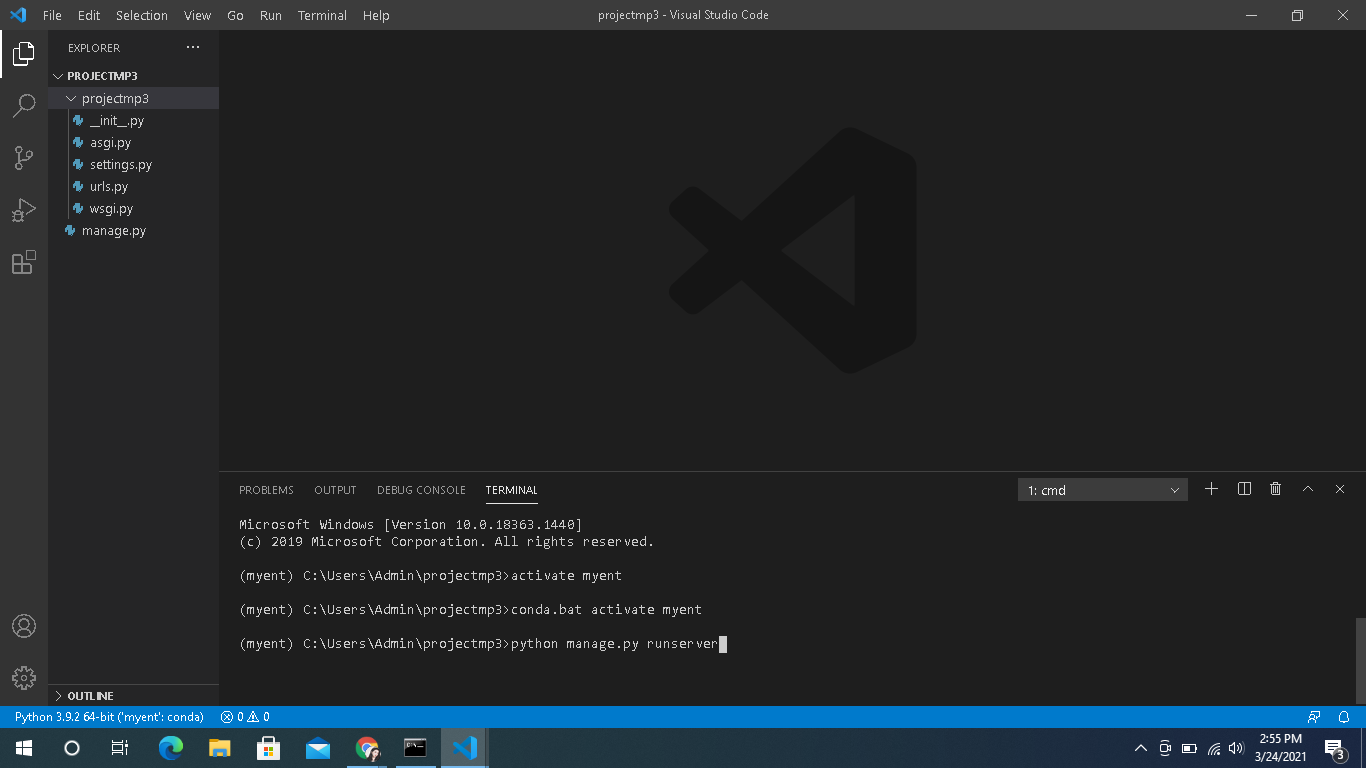 File Edit Selection View Go Run Terminal Help
projectmp3 - Visual Studio Code
EXPLORER
PROJECTMP3
projectmp3
__init__.py
asgi.py
settings.py
urls.py
wsgi.py
manage.py
OUTLINE
PROBLEMS OUTPUT DEBUG CONSOLE TERMINAL
1: cmd
Microsoft Windows [Version 10.0.18363.1440]
(c) 2019 Microsoft Corporation. All rights reserved.
(myent) C:\Users\Admin\projectmp3>activate myent
(myent) C:\Users\Admin\projectmp3>conda.bat activate myent
(myent) C:\Users\Admin\projectmp3>python manage.py runserver
Python 3.9.2 64-bit ('myent': conda) 0 0
2:55 PM
3/24/2021
3